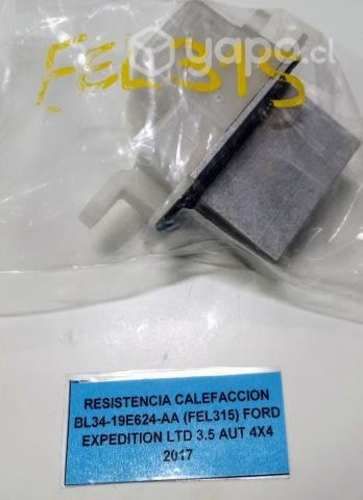 yapo.cl
FEL315
RESISTENCIA CALEFACCION
BL34-19E624-AA (FEL315) FORD
EXPEDITION LTD 3.5 AUT 4X4
2017